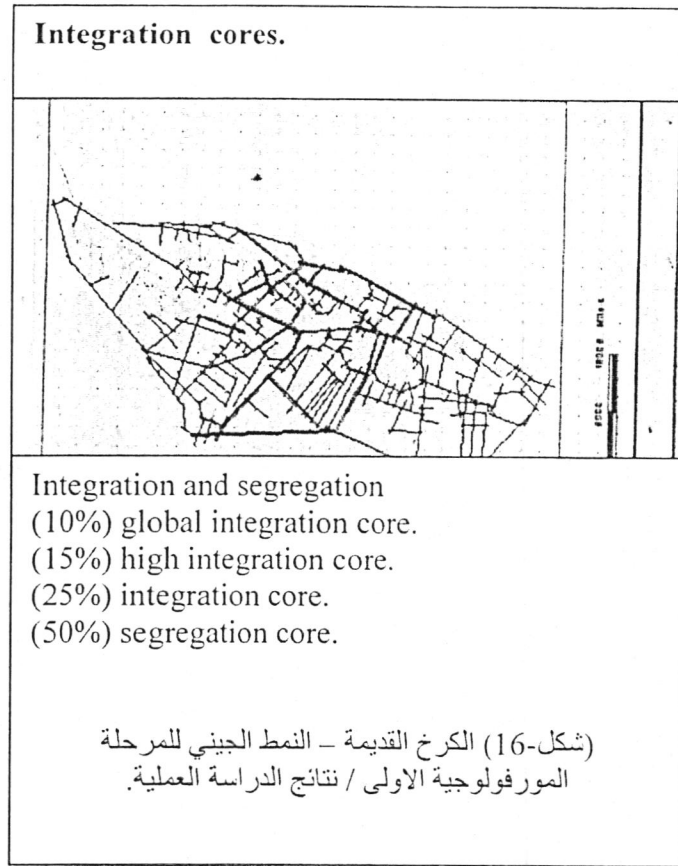 Integration cores.
Integration and segregation
(10%) global integration core.
(15%) high integration core.
(25%) integration core.
(50%) segregation core.
(شكل-16) الكرخ القديمة – النمط الجيني للمرحلة
المورفولوجية الاولى / نتائج الدراسة العملية.